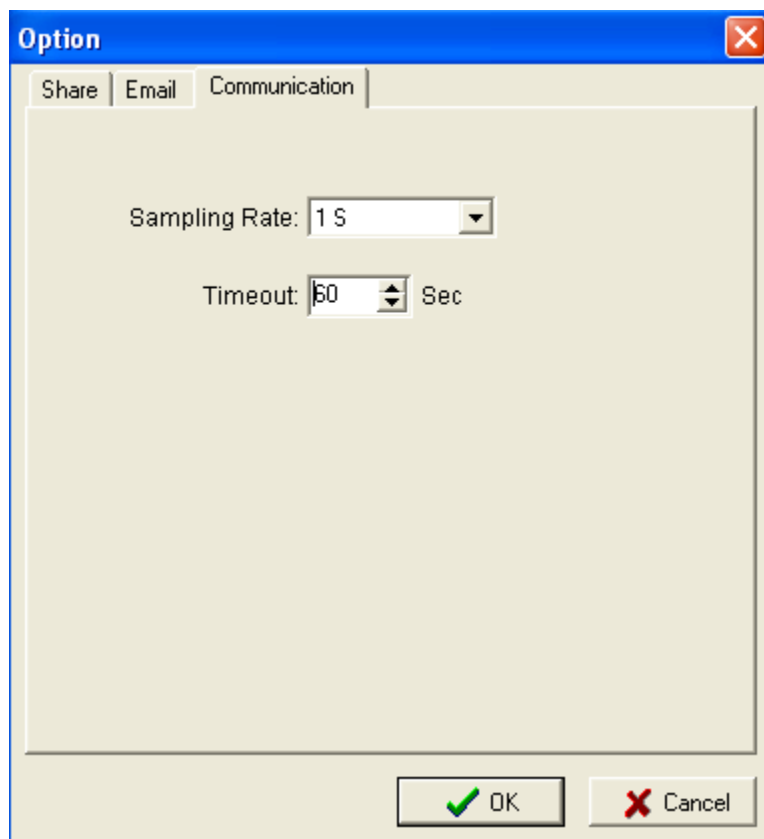 Option
Share Email Communication
Sampling Rate: 1 S
Timeout: 60 Sec
OK Cancel